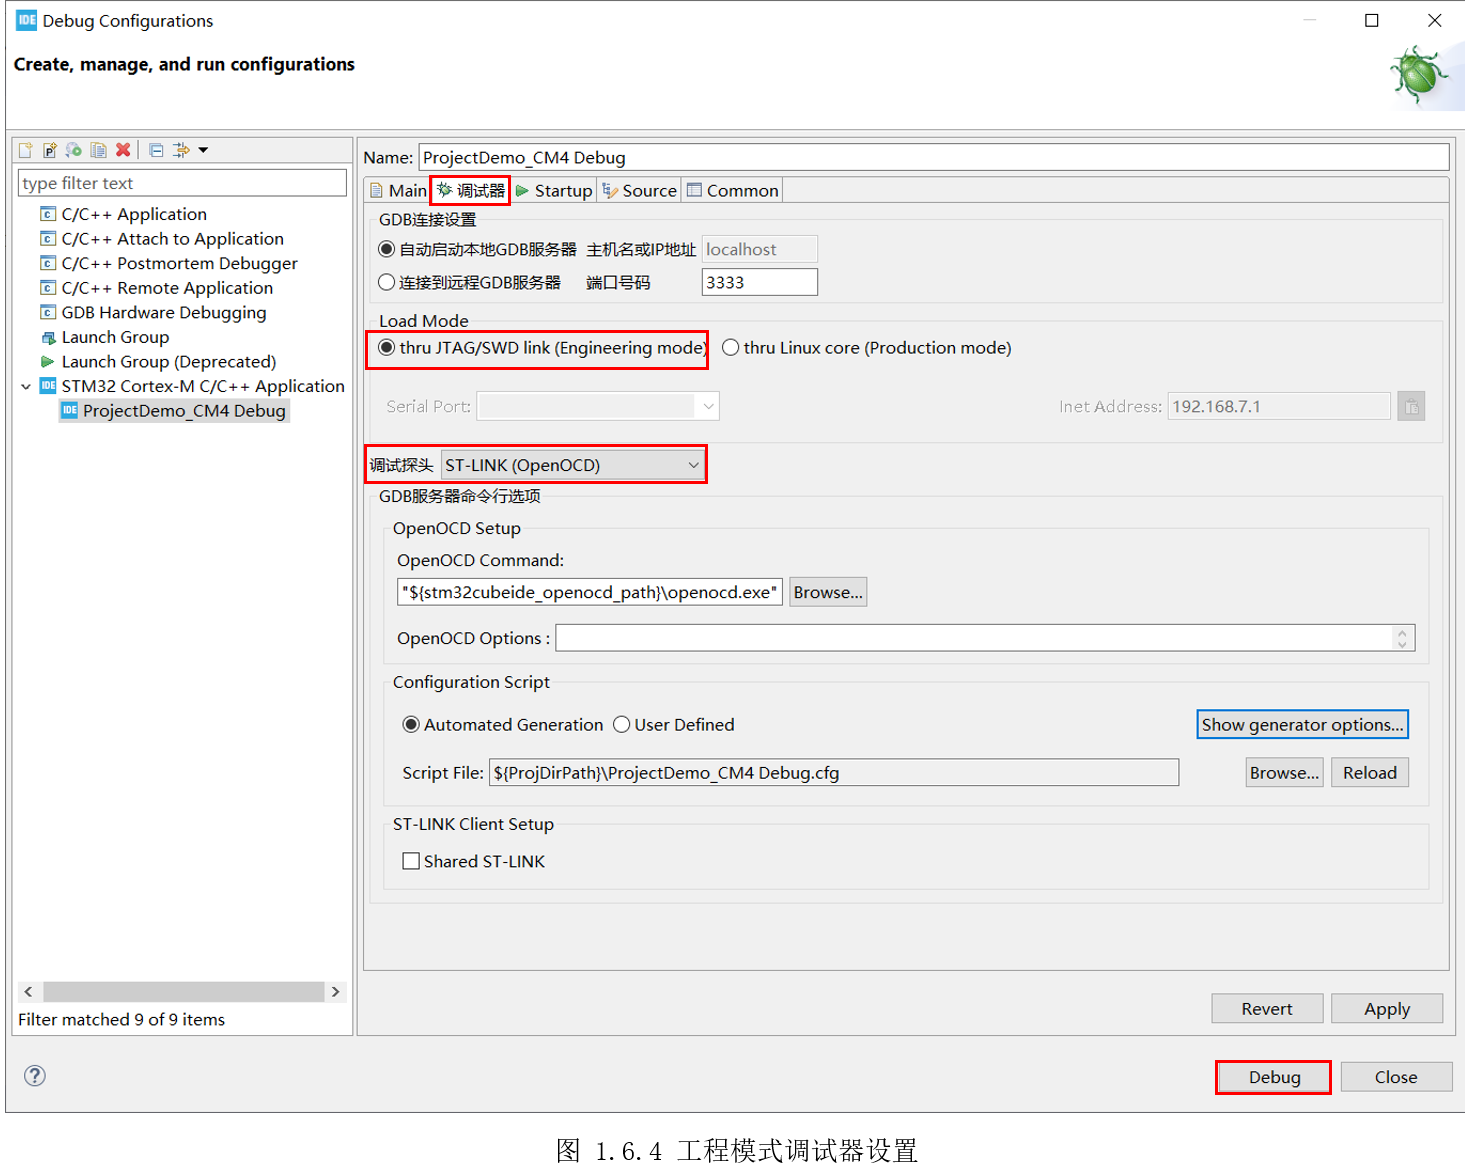 IDE Debug Configurations
Create, manage, and run configurations
type filter text
C/C++ Application
C/C++ Attach to Application
C/C++ Postmortem Debugger
C/C++ Remote Application
GDB Hardware Debugging
Launch Group
Launch Group (Deprecated)
IDE STM32 Cortex-M C/C++ Application
IDE ProjectDemo_CM4 Debug
Filter matched 9 of 9 items
Name: ProjectDemo_CM4 Debug
Main 调试器 Startup Source Common
GDB连接设置
自动启动本地GDB服务器 主机名或IP地址 localhost
连接到远程GDB服务器 端口号码 3333
Load Mode
thru JTAG/SWD link (Engineering mode) thru Linux core (Production mode)
Serial Port: Inet Address: 192.168.7.1
调试探头 ST-LINK (OpenOCD)
GDB服务器命令行选项
OpenOCD Setup
OpenOCD Command:
"${stm32cubeide_openocd_path}\openocd.exe" Browse...
OpenOCD Options :
Configuration Script
Automated Generation User Defined Show generator options...
Script File: ${ProjDirPath}\ProjectDemo_CM4 Debug.cfg Browse... Reload
ST-LINK Client Setup
Shared ST-LINK
Revert Apply
Debug Close
图 1.6.4 工程模式调试器设置